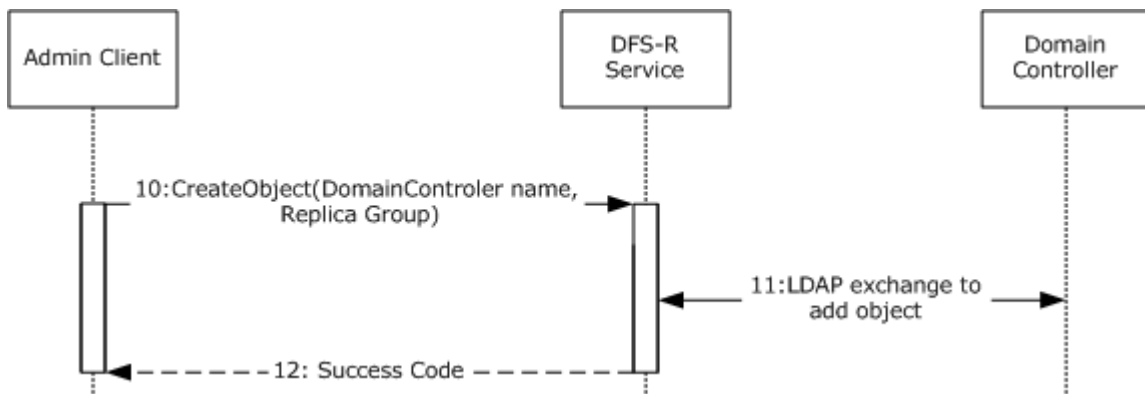 Admin Client
DFS-R
Service
Domain
Controller
10:CreateObject(DomainControler name,
Replica Group)
11:LDAP exchange to
add object
12: Success Code